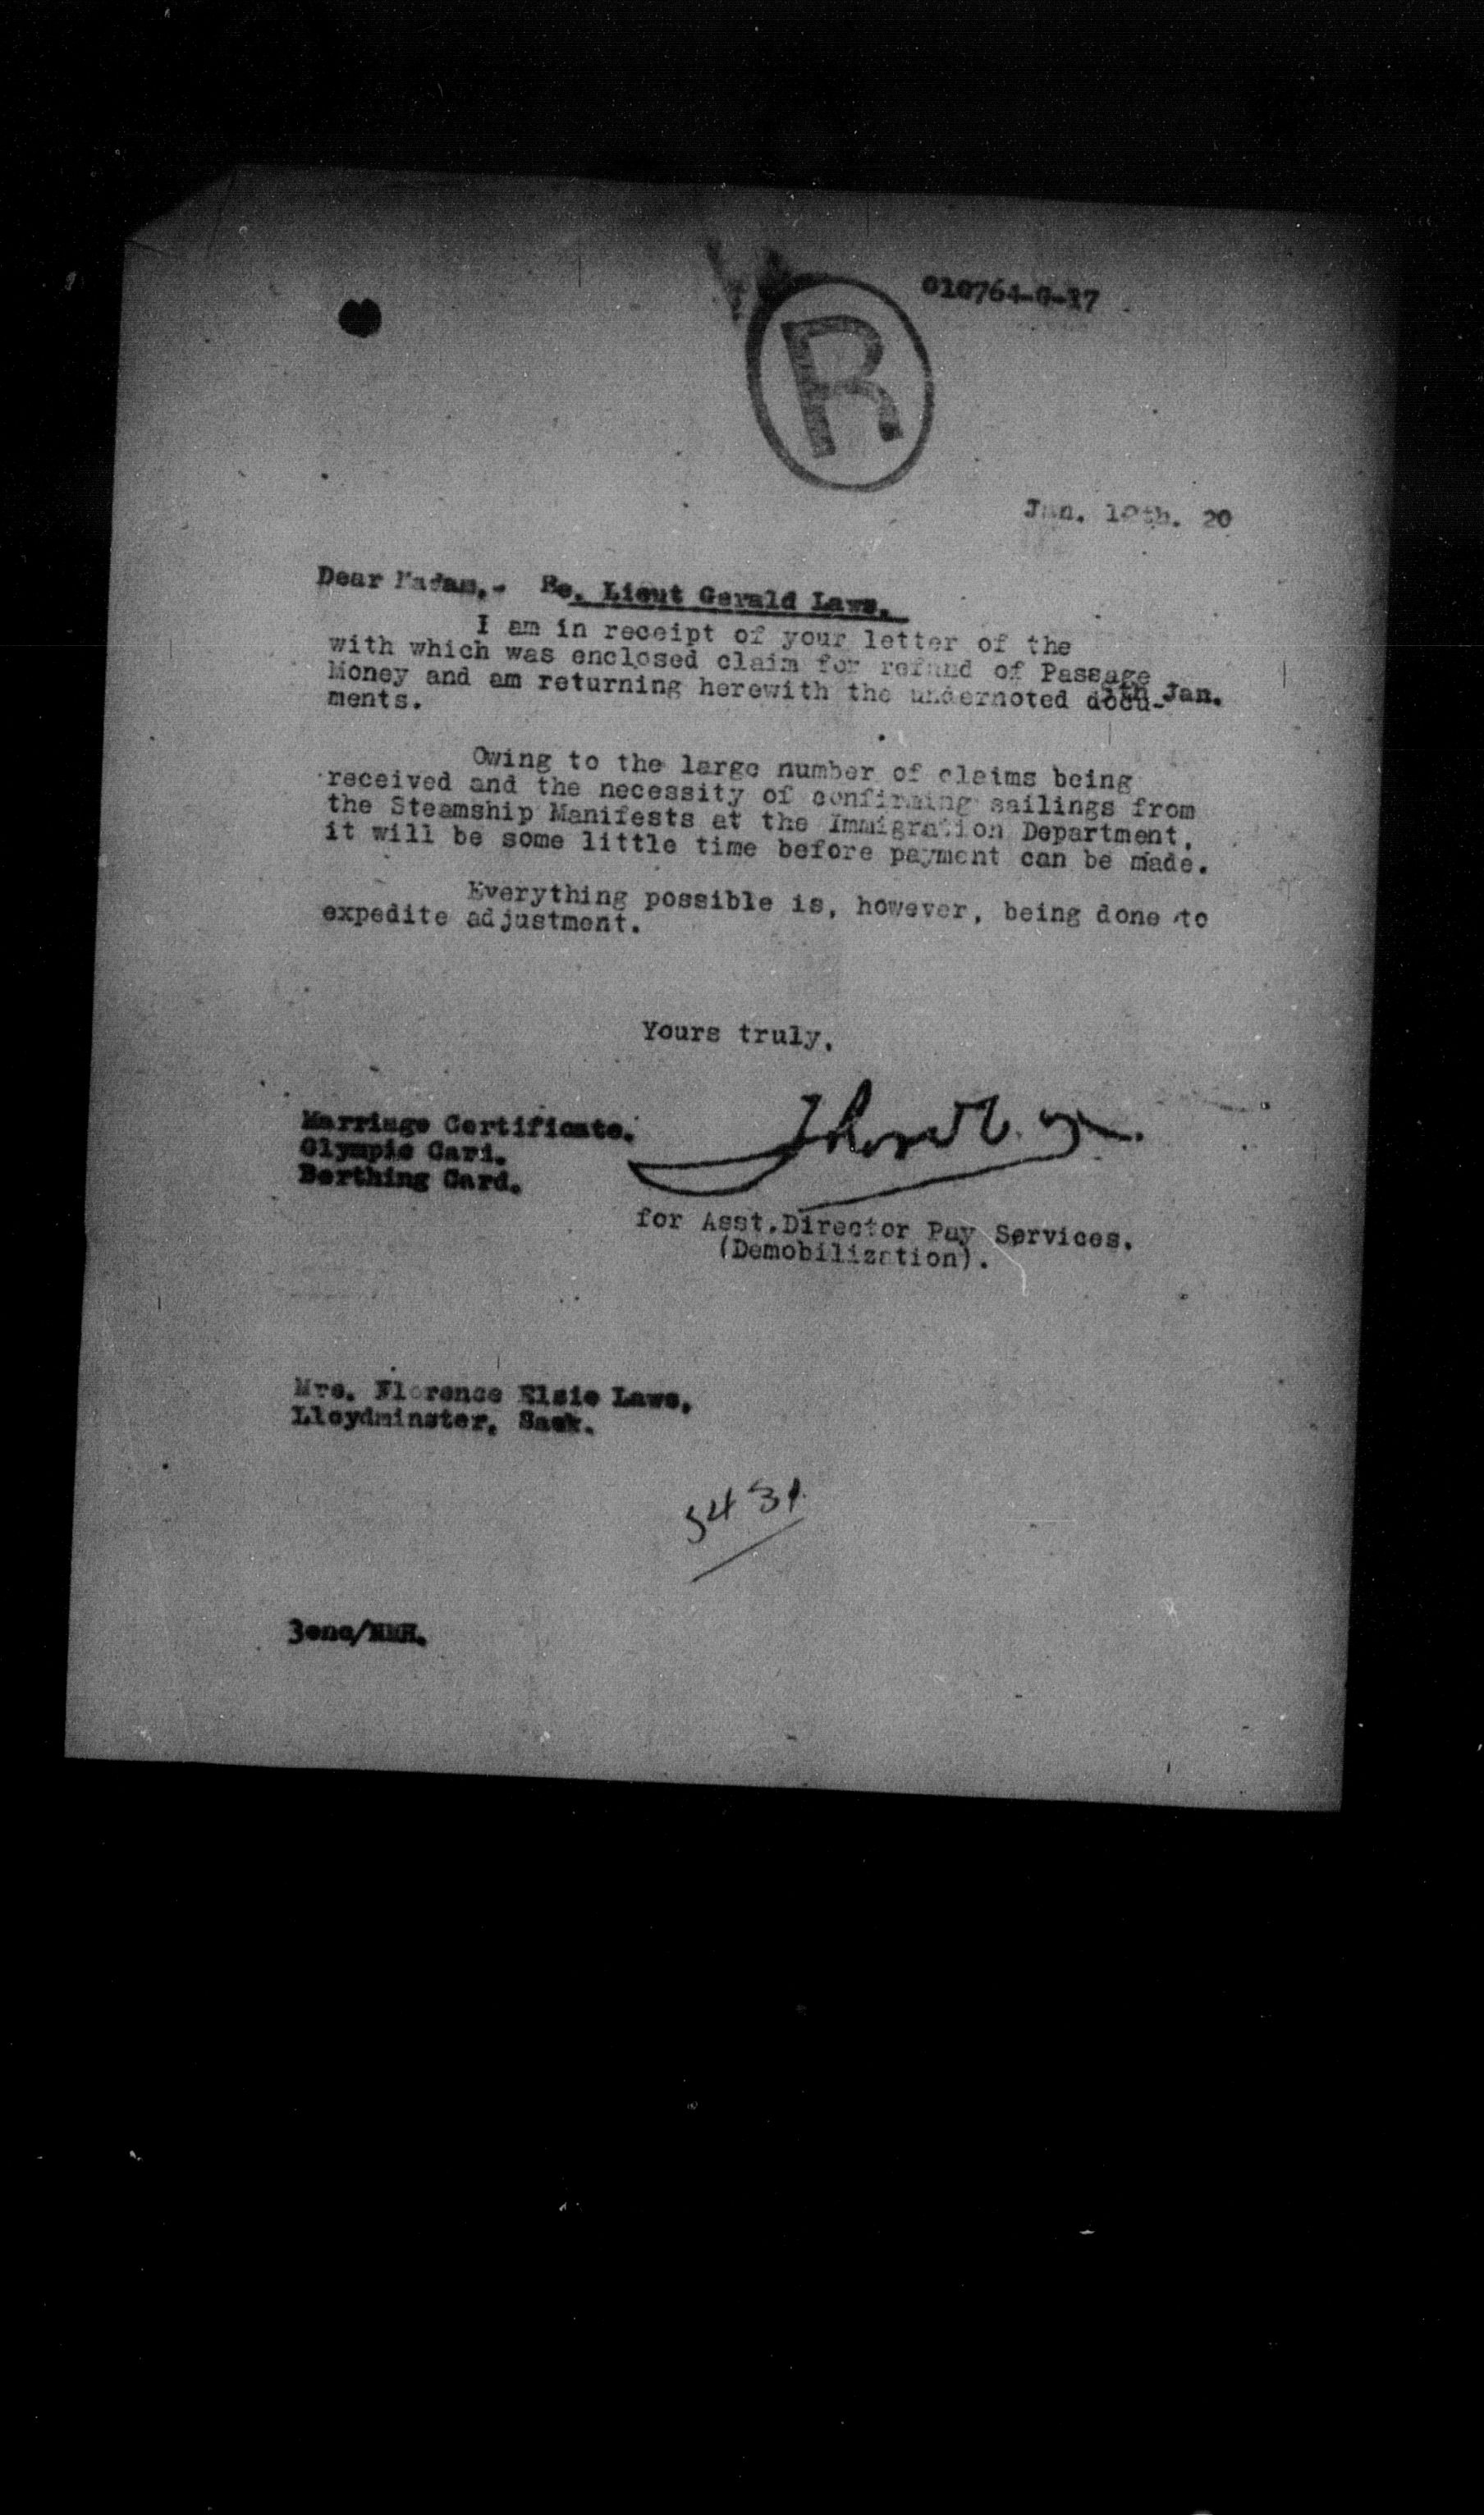 010764-G-17
R
Jan. 19th. 20
Dear Madam,- Re. Lieut Gerald Laws.
I am in receipt of your letter of the
with which was enclosed claim for refund of Passage
Money and am returning herewith the undernoted docu- Jan.
ments.
Owing to the large number of claims being
received and the necessity of confirming sailings from
the Steamship Manifests at the Immigration Department,
it will be some little time before payment can be made.
Everything possible is, however, being done to
expedite adjustment.
Yours truly,
Marriage Certificate.
Olympic Card.
Berthing Card.
for Asst.Director Pay Services.
(Demobilization).
Mrs. Florence Elsie Laws,
Lloydminster, Sask.
5431
3enc/HMH.